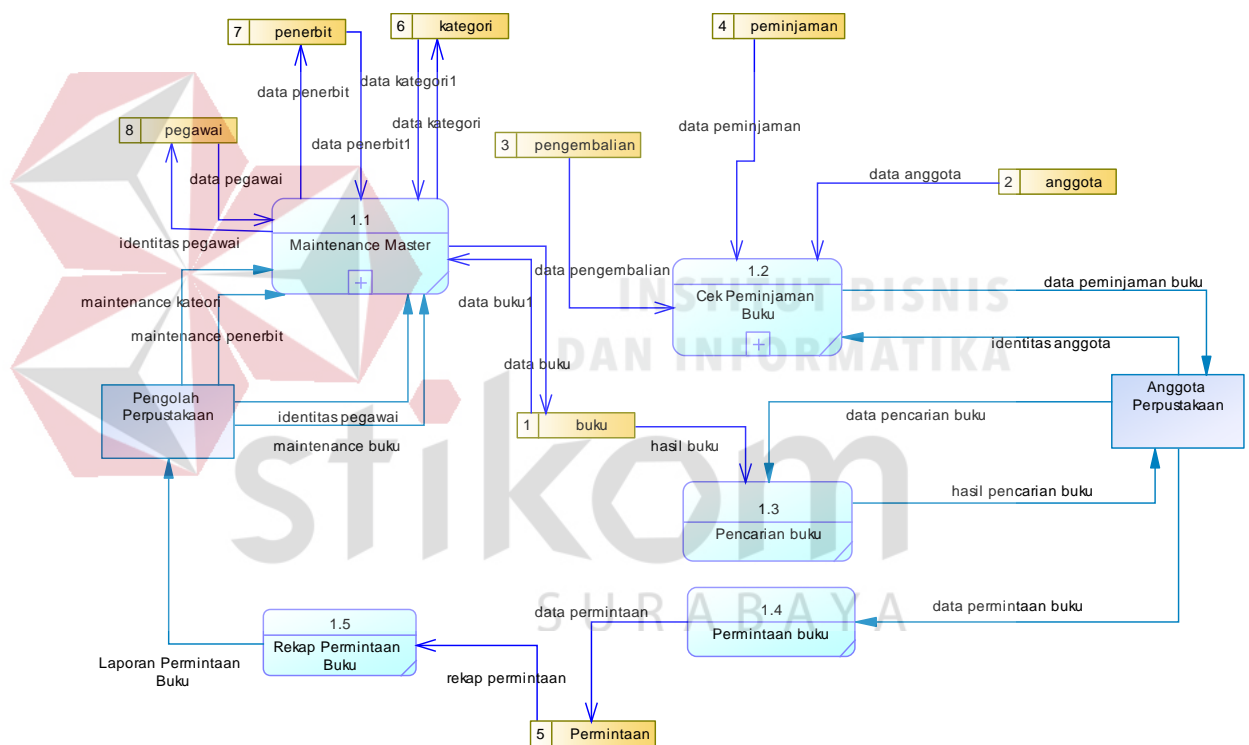 7 penerbit
6 kategori
4 peminjaman
data penerbit
data kategori1
data kategori
data penerbit1
8 pegawai
data pegawai
3 pengembalian
data peminjaman
data anggota
2 anggota
1.1
Maintenance Master
identitas pegawai
maintenance kateori
maintenance penerbit
data pengembalian
data buku1
data buku
1.2
Cek Peminjaman
Buku
data peminjaman buku
identitas anggota
INSTITUT BISNIS
DAN INFORMATIKA
Pengolah
Perpustakaan
identitas pegawai
maintenance buku
1 buku
hasil buku
data pencarian buku
Anggota
Perpustakaan
stikom
SURABAYA
1.3
Pencarian buku
hasil pencarian buku
1.4
Permintaan buku
data permintaan
data permintaan buku
1.5
Rekap Permintaan
Buku
Laporan Permintaan
Buku
rekap permintaan
5 Permintaan